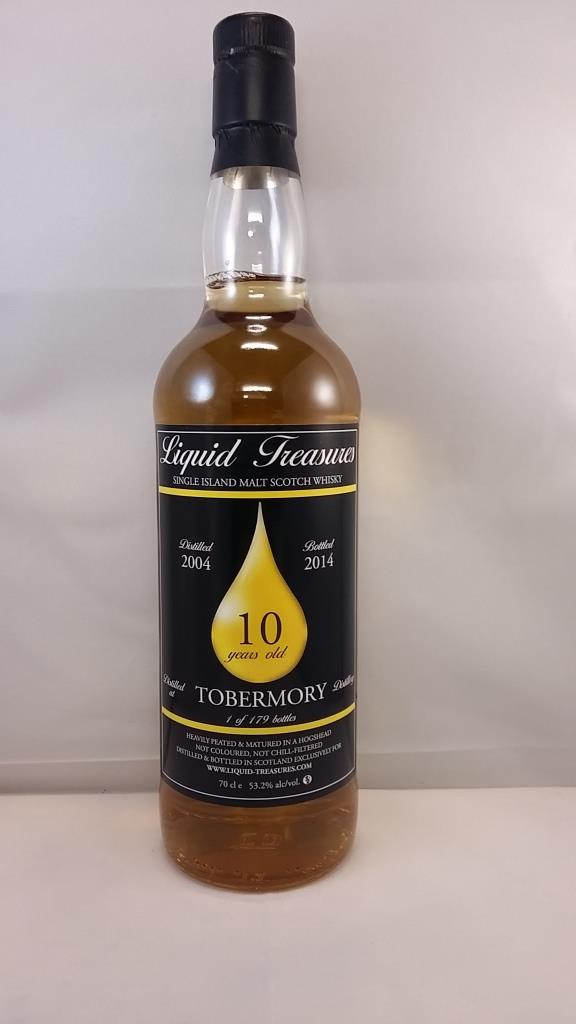 Liquid Treasures
SINGLE ISLAND MALT SCOTCH WHISKY
Distilled
2004
Bottled
2014
10
years old
Distilled
at
TOBERMORY
Distillery
1 of 179 bottles
HEAVILY PEATED & MATURED IN A HOGSHEAD
NOT COLOURED, NOT CHILL-FILTERED
DISTILLED & BOTTLED IN SCOTLAND EXCLUSIVELY FOR
WWW.LIQUID-TREASURES.COM
70 cl e 53.2% alc/vol.